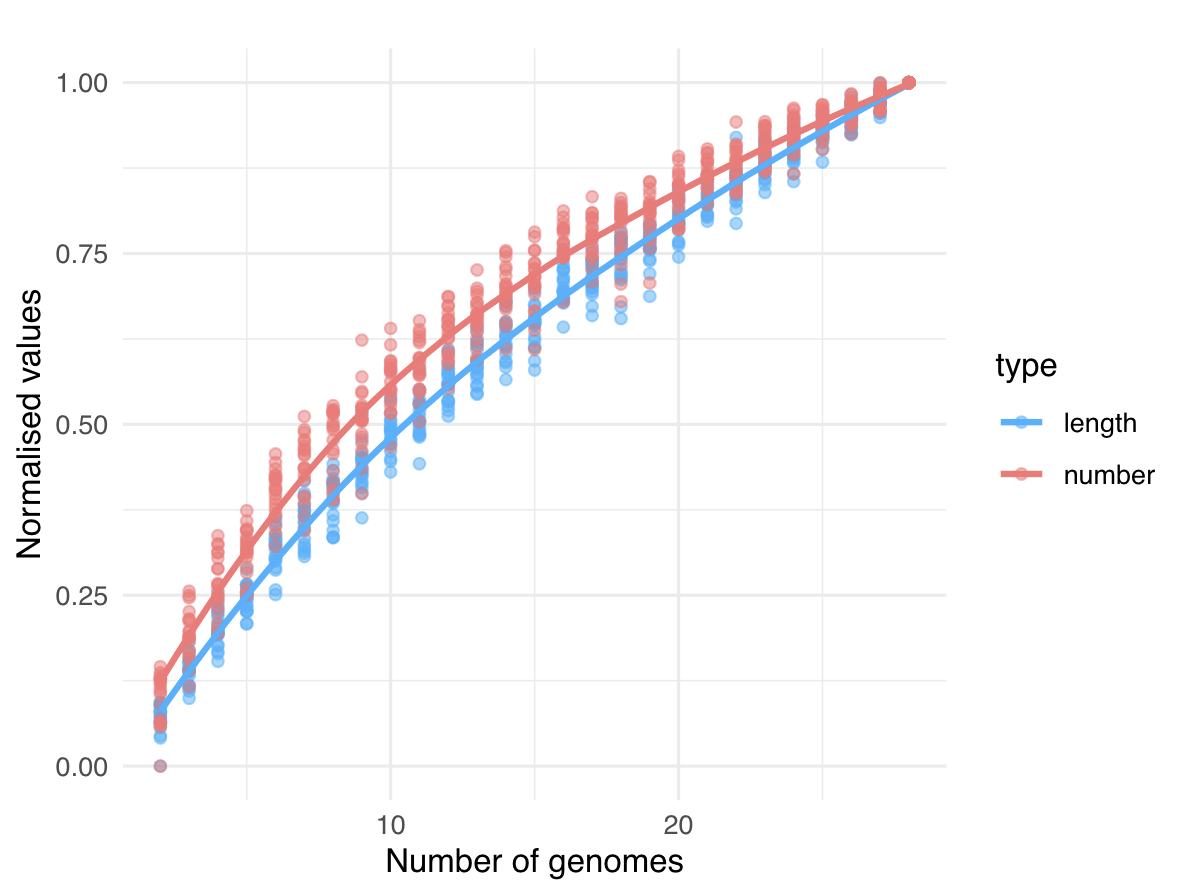 1.00
0.75
0.50
0.25
0.00
Normalised values
10
20
Number of genomes
type
length
number